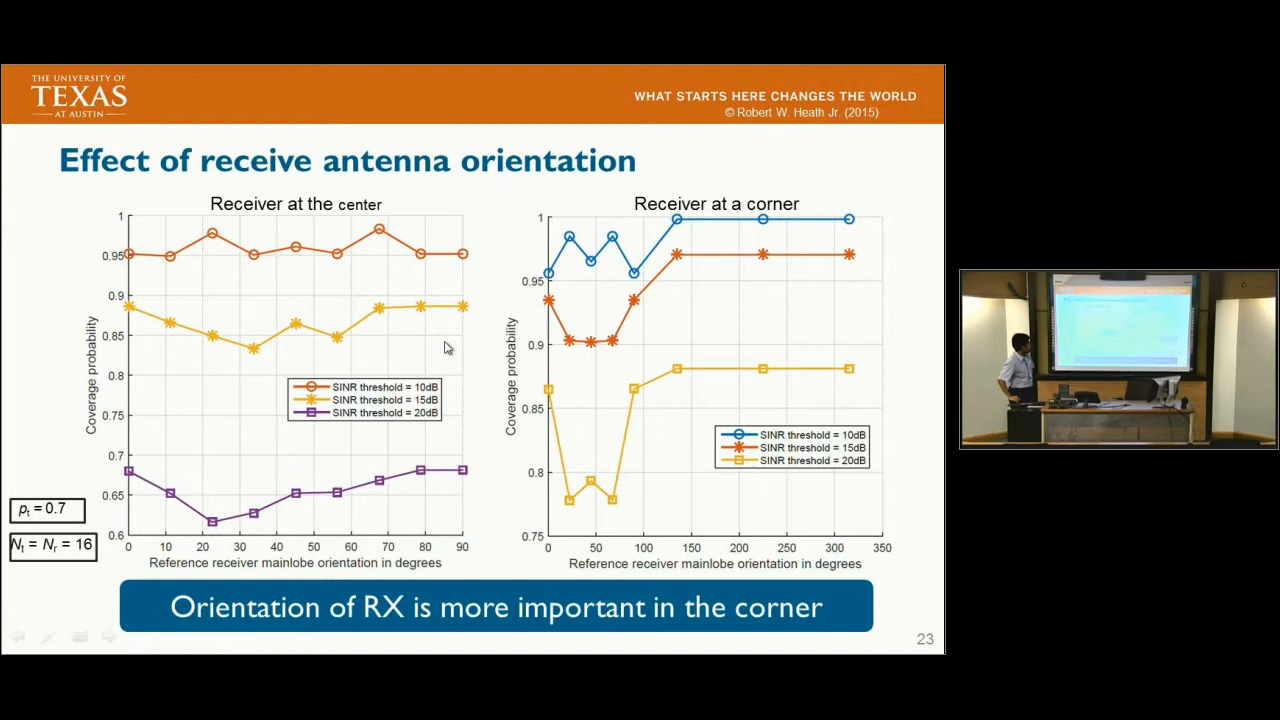 THE UNIVERSITY OF
TEXAS
AT AUSTIN
WHAT STARTS HERE CHANGES THE WORLD
© Robert W. Heath Jr. (2015)
Effect of receive antenna orientation
Receiver at the center
1
0.95
0.9
0.85
0.8
0.75
0.7
0.65
0.6
Coverage probability
SINR threshold = 10dB
SINR threshold = 15dB
SINR threshold = 20dB
0 10 20 30 40 50 60 70 80 90
Reference receiver mainlobe orientation in degrees
Receiver at a corner
1
0.95
0.9
0.85
0.8
0.75
Coverage probability
SINR threshold = 10dB
SINR threshold = 15dB
SINR threshold = 20dB
0 50 100 150 200 250 300 350
Reference receiver mainlobe orientation in degrees
pt = 0.7
Nt = Nr = 16
Orientation of RX is more important in the corner
23